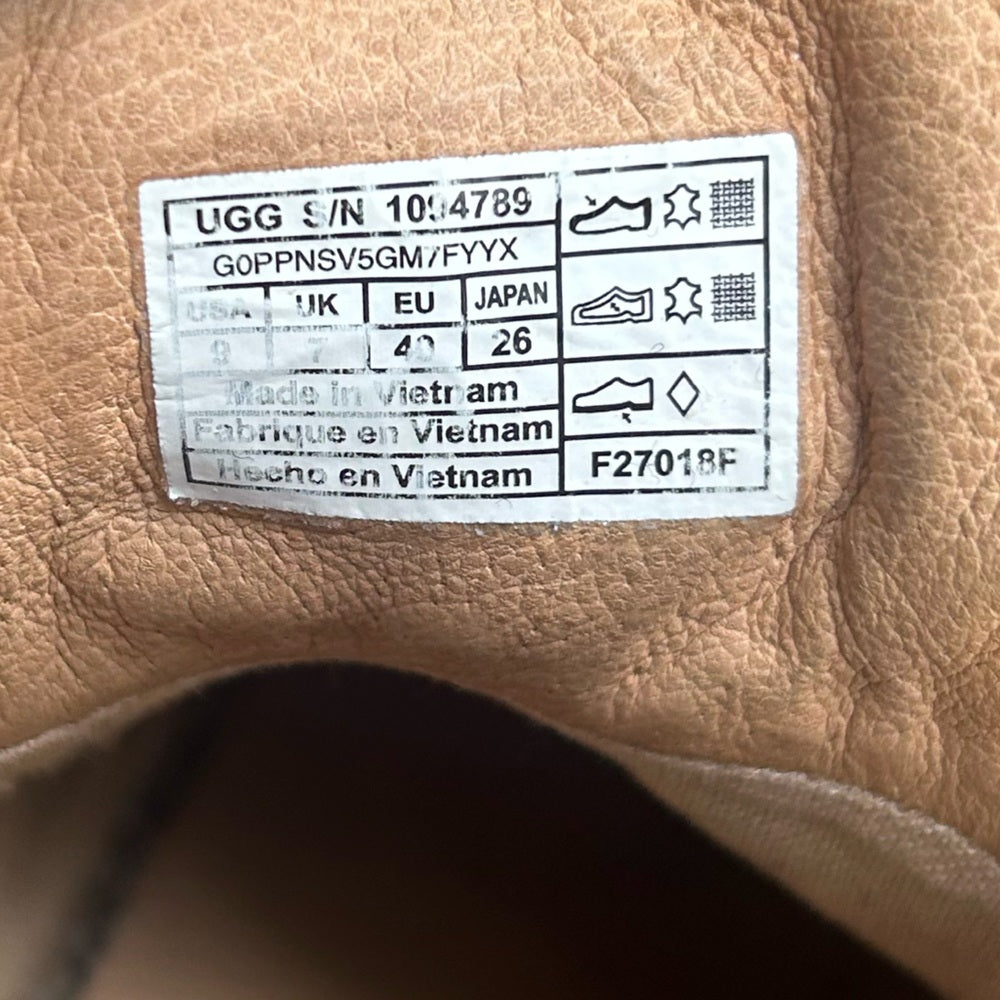 UGG S/N 1094789
G0PPNSV5GM7FYYX
USA UK EU JAPAN
9 7 40 26
Made in Vietnam
Fabrique en Vietnam
Hecho en Vietnam
F27018F